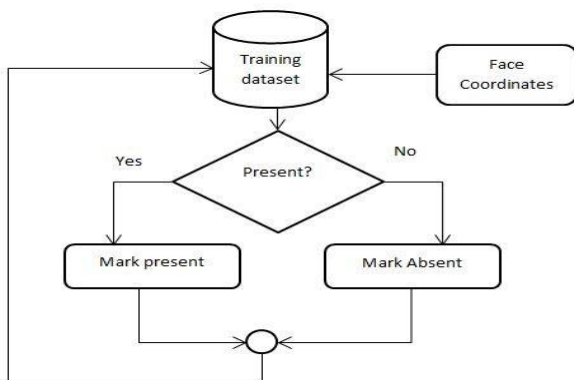 Training
dataset
Face
Coordinates
Yes
No
Present?
Mark present
Mark Absent